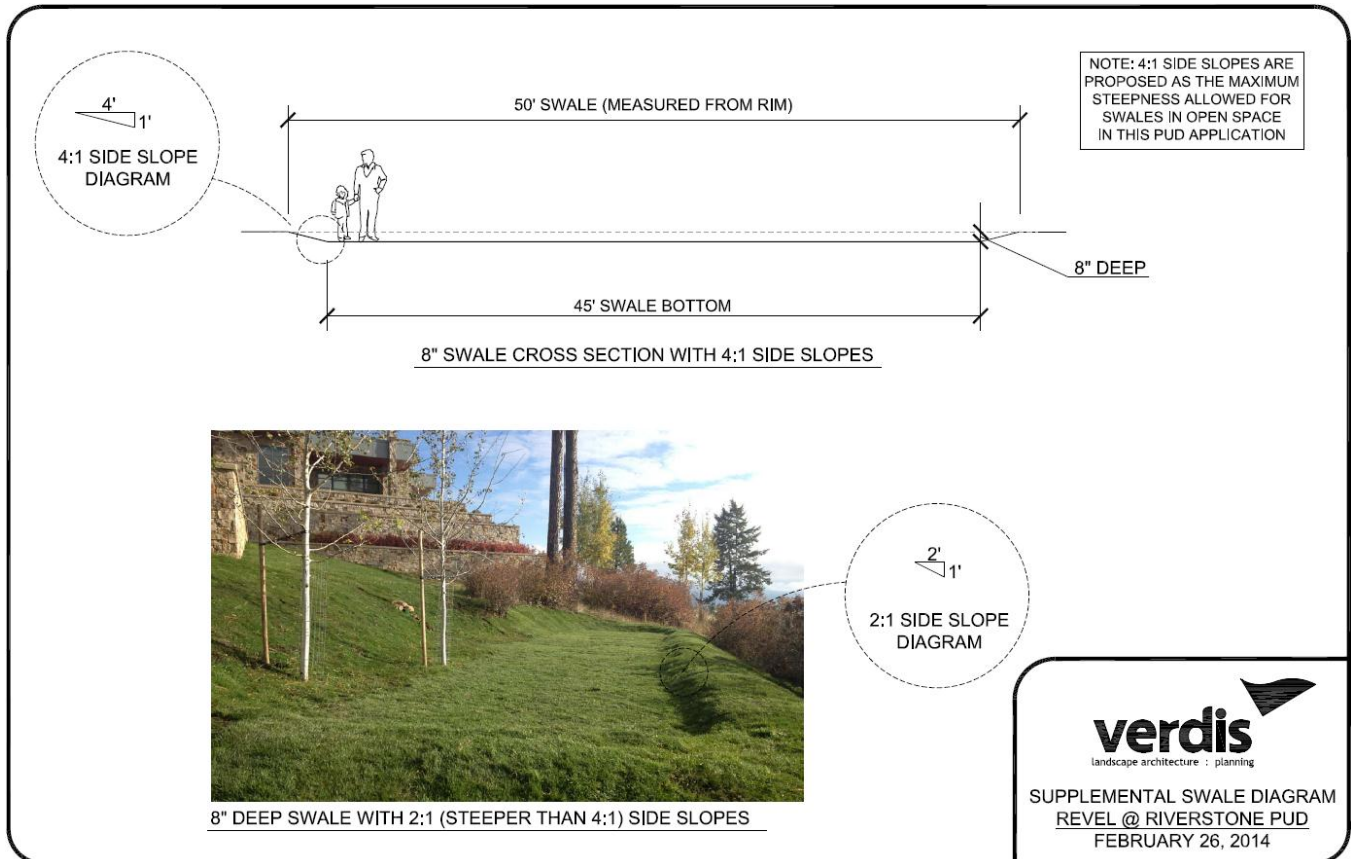 4'
1'
4:1 SIDE SLOPE
DIAGRAM
50' SWALE (MEASURED FROM RIM)
NOTE: 4:1 SIDE SLOPES ARE
PROPOSED AS THE MAXIMUM
STEEPNESS ALLOWED FOR
SWALES IN OPEN SPACE
IN THIS PUD APPLICATION
8" DEEP
45' SWALE BOTTOM
8" SWALE CROSS SECTION WITH 4:1 SIDE SLOPES
2'
1'
2:1 SIDE SLOPE
DIAGRAM
8" DEEP SWALE WITH 2:1 (STEEPER THAN 4:1) SIDE SLOPES
verdis
landscape architecture : planning
SUPPLEMENTAL SWALE DIAGRAM
REVEL @ RIVERSTONE PUD
FEBRUARY 26, 2014